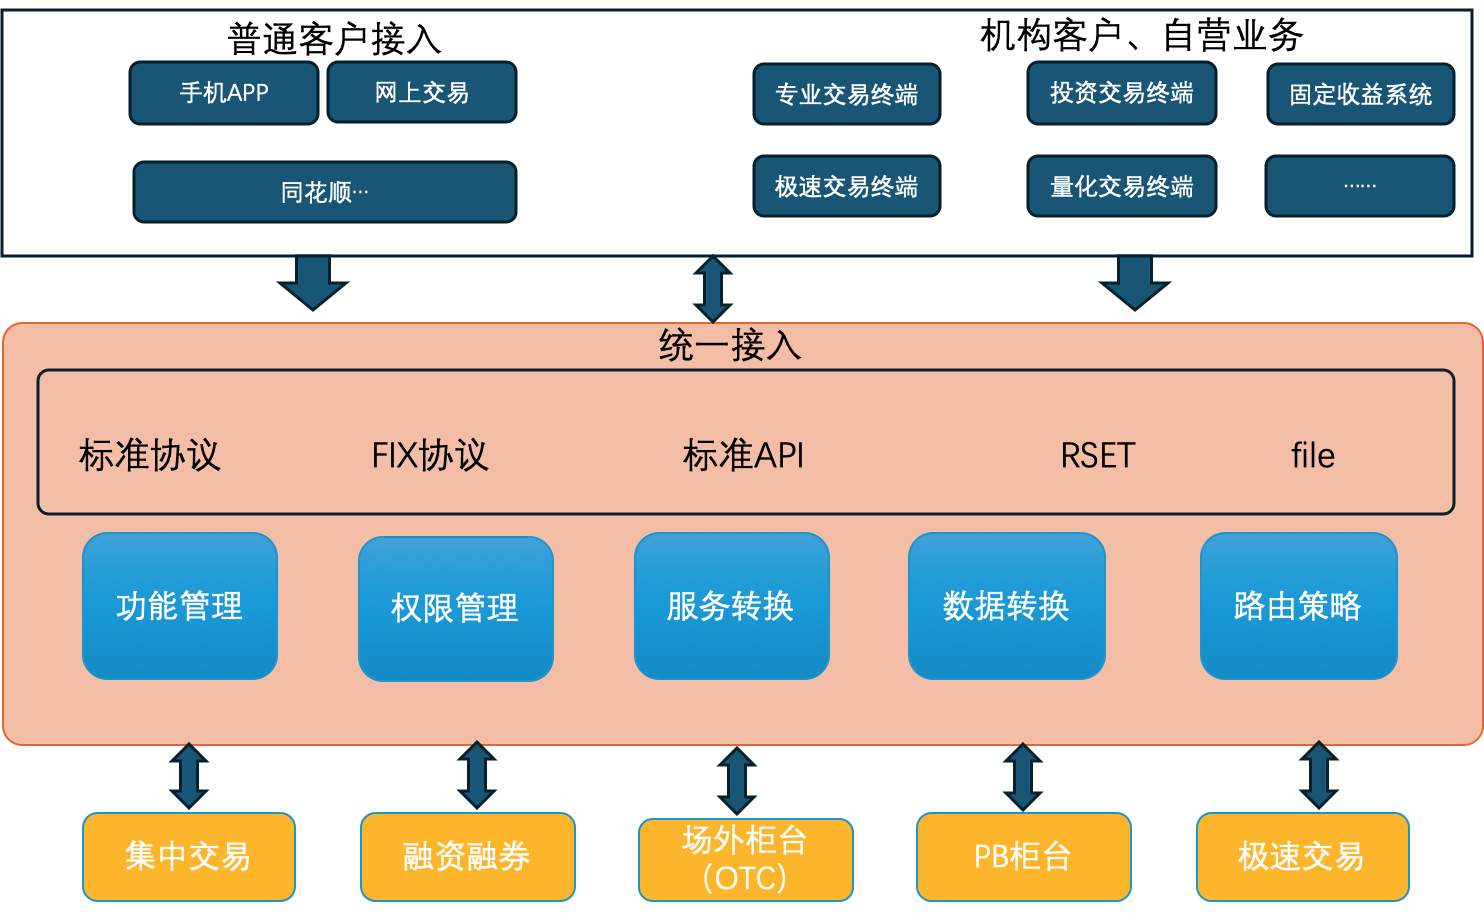 普通客户接入
机构客户、自营业务
手机APP
网上交易
专业交易终端
投资交易终端
固定收益系统
同花顺···
极速交易终端
量化交易终端
······
统一接入
标准协议
FIX协议
标准API
RSET
file
功能管理
权限管理
服务转换
数据转换
路由策略
集中交易
融资融券
场外柜台
（OTC）
PB柜台
极速交易